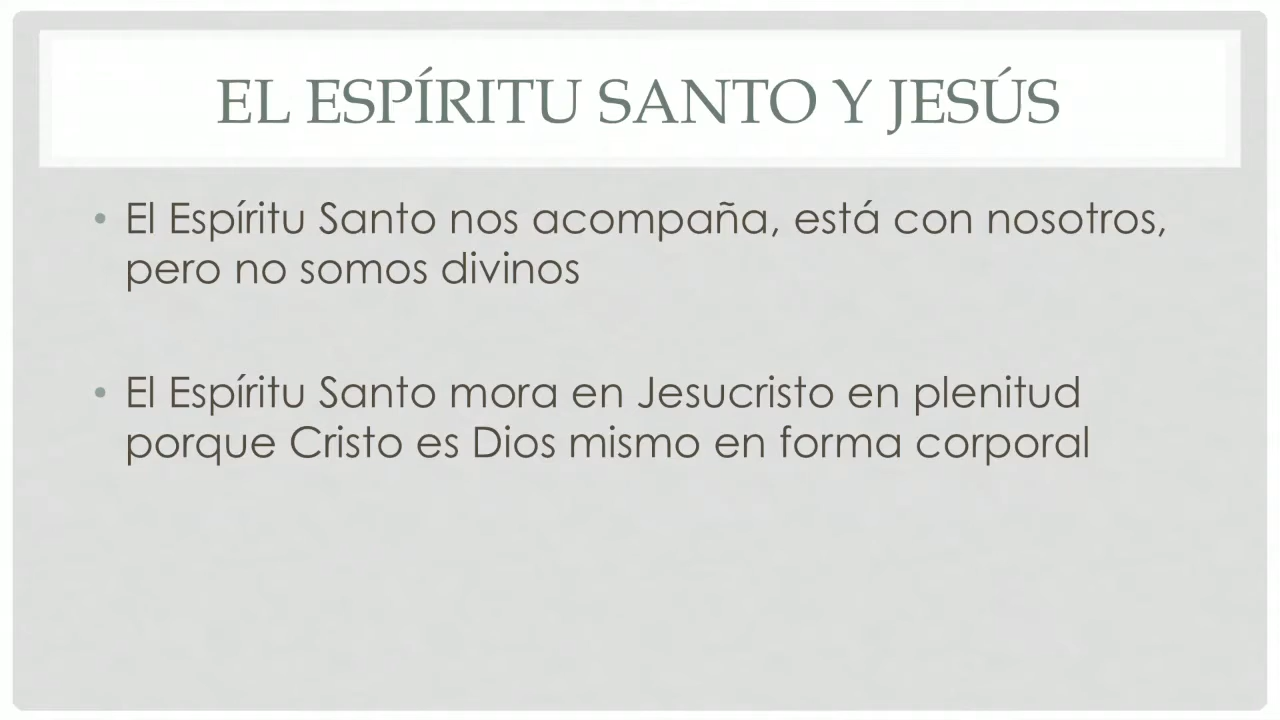 EL ESPÍRITU SANTO Y JESÚS
• El Espíritu Santo nos acompaña, está con nosotros,
pero no somos divinos
• El Espíritu Santo mora en Jesucristo en plenitud
porque Cristo es Dios mismo en forma corporal